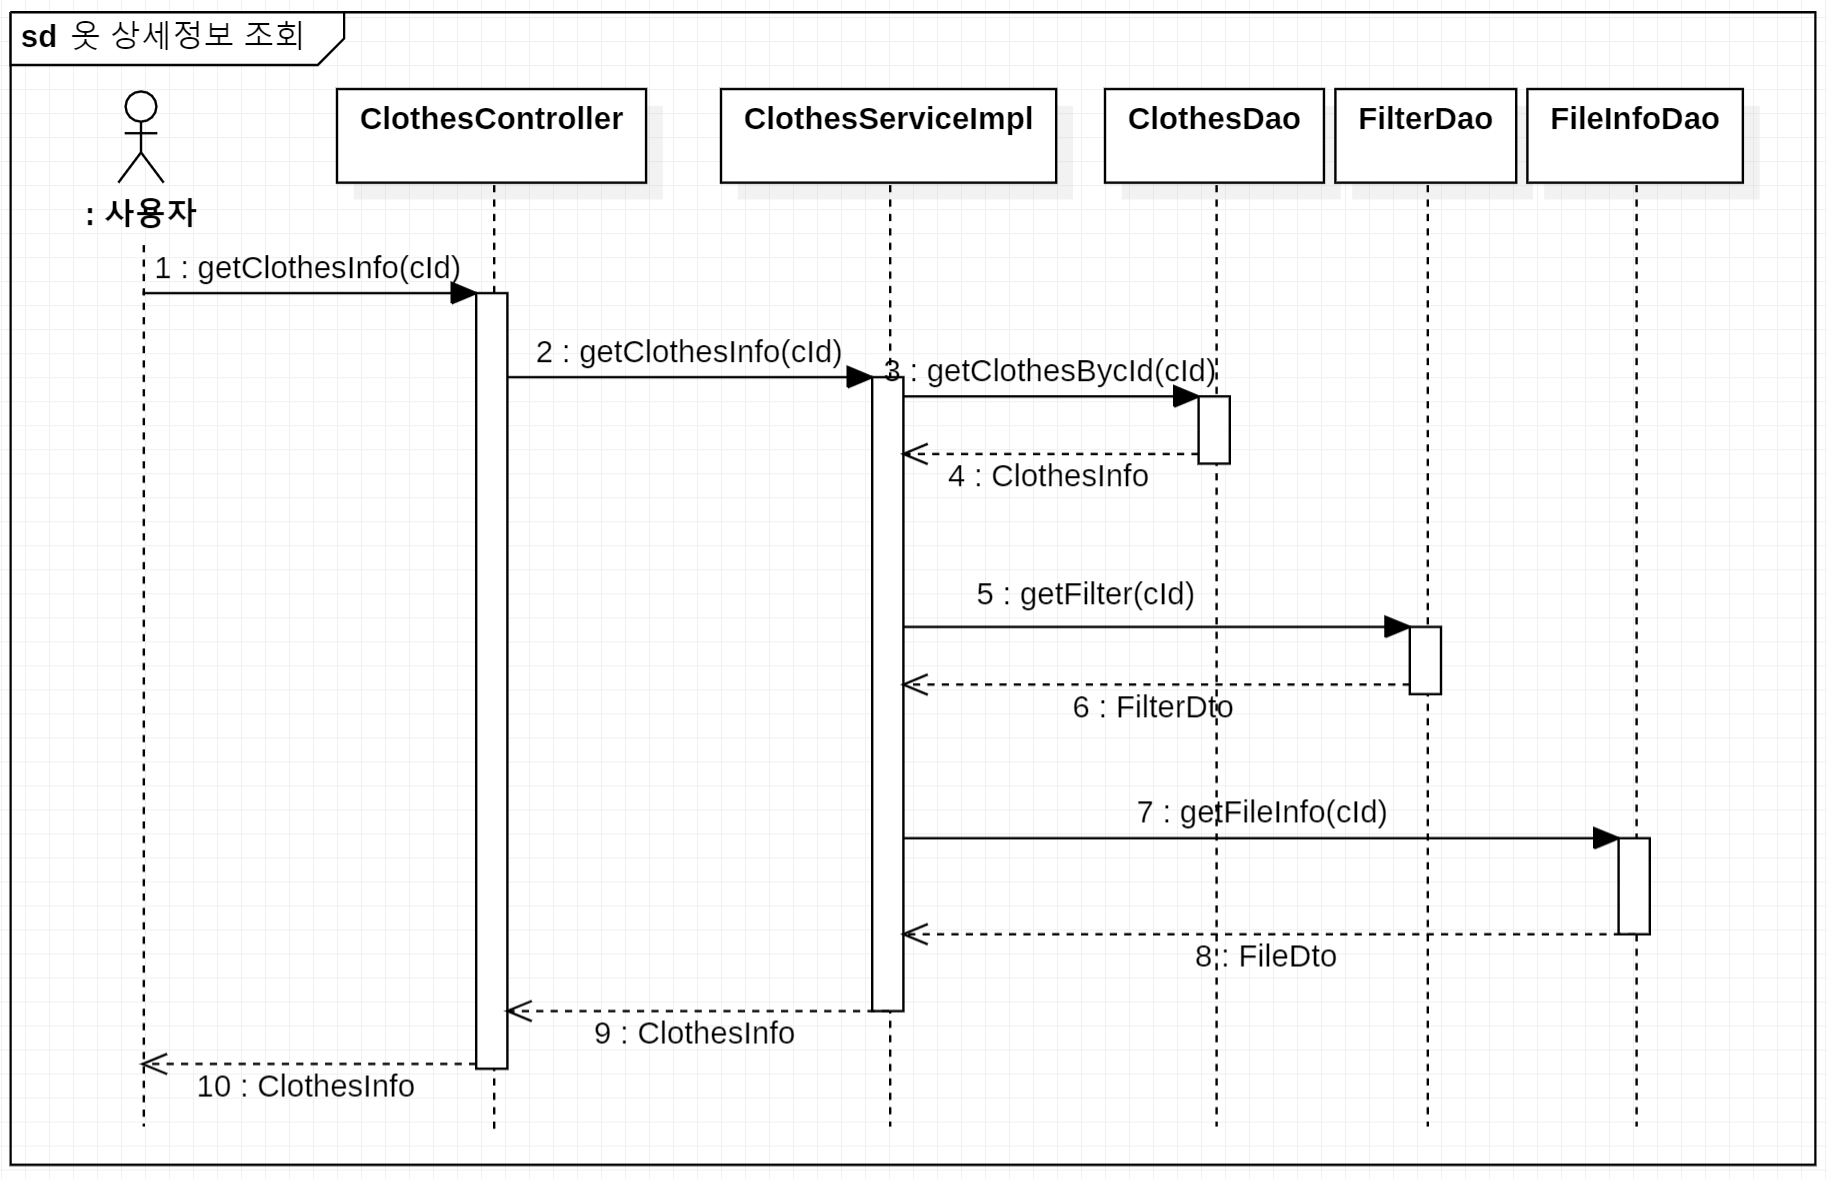 sd 옷 상세정보 조회
ClothesController
ClothesServiceImpl
ClothesDao
FilterDao
FileInfoDao
: 사용자
1 : getClothesInfo(cId)
2 : getClothesInfo(cId)
3 : getClothesBycId(cId)
4 : ClothesInfo
5 : getFilter(cId)
6 : FilterDto
7 : getFileInfo(cId)
8 : FileDto
9 : ClothesInfo
10 : ClothesInfo